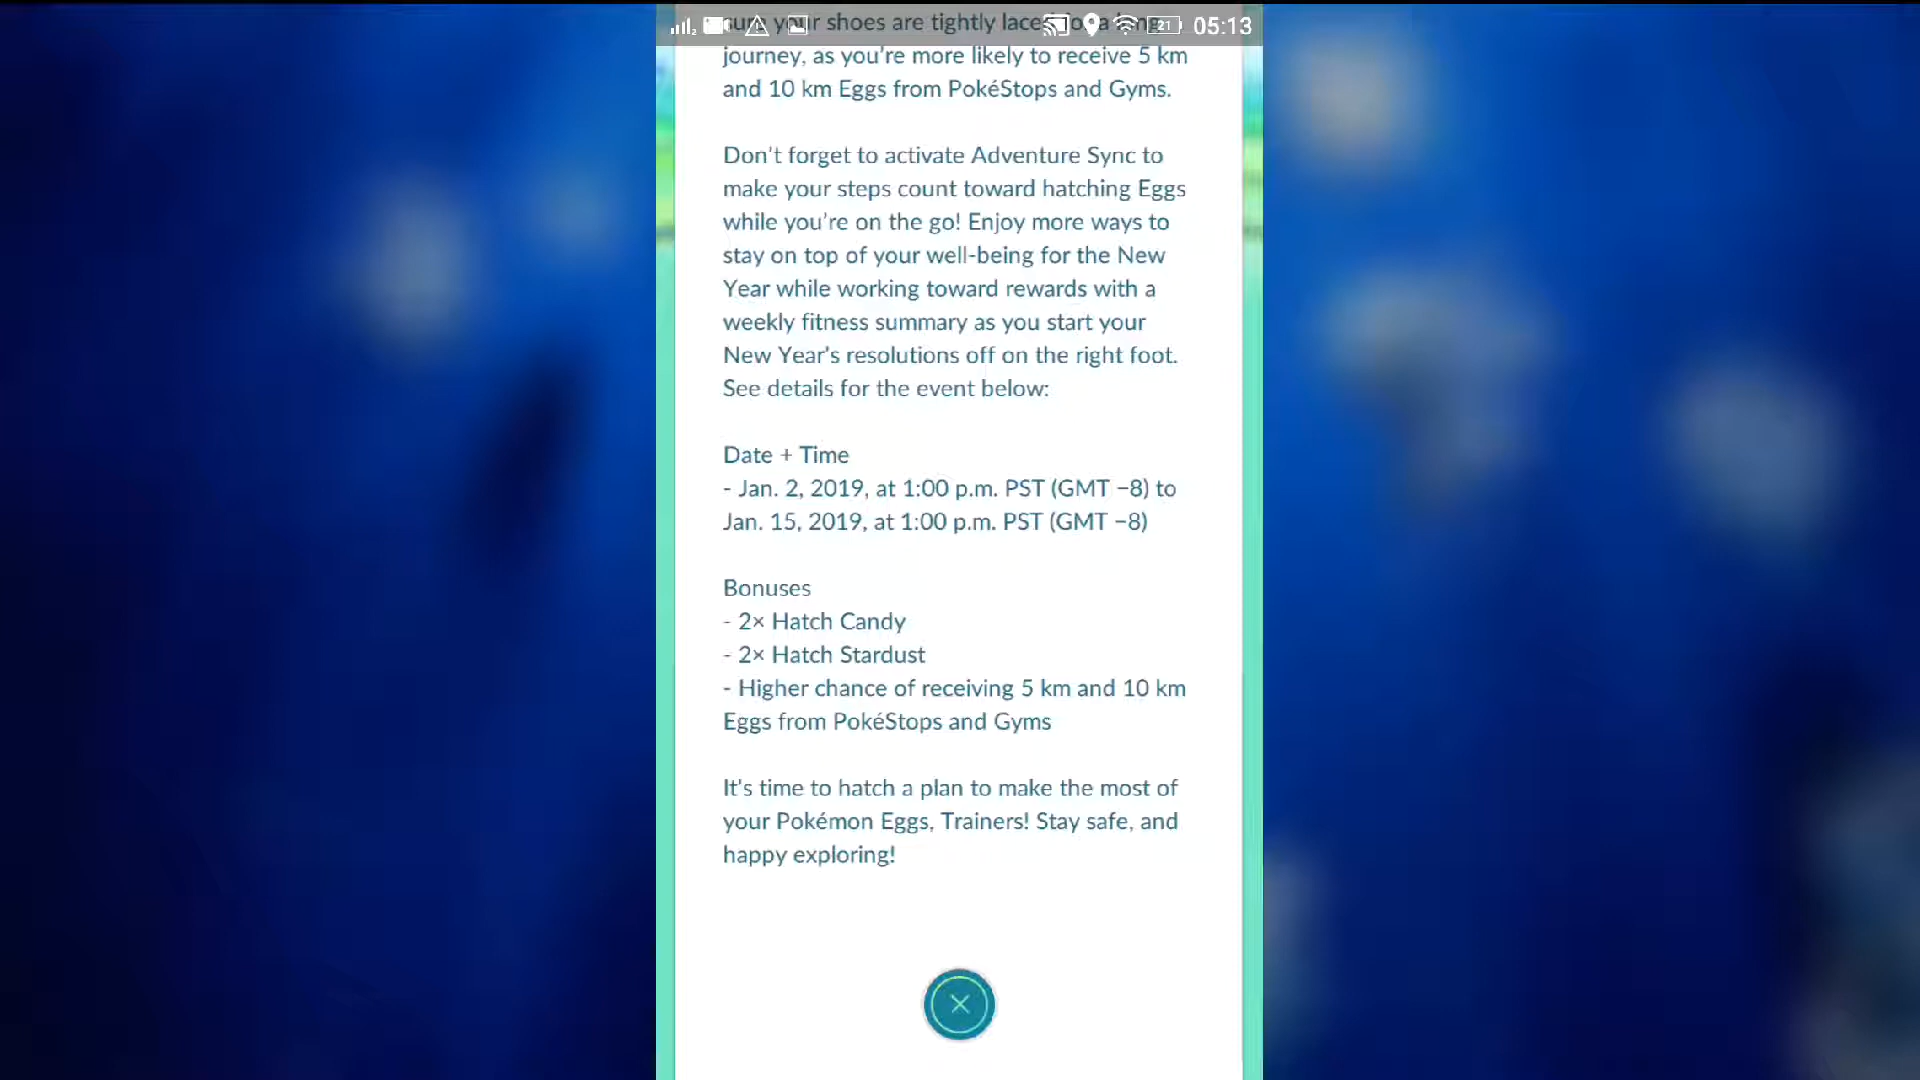 your shoes are tightly laced for a long
05:13
journey, as you're more likely to receive 5 km
and 10 km Eggs from PokéStops and Gyms.
Don't forget to activate Adventure Sync to
make your steps count toward hatching Eggs
while you're on the go! Enjoy more ways to
stay on top of your well-being for the New
Year while working toward rewards with a
weekly fitness summary as you start your
New Year's resolutions off on the right foot.
See details for the event below:
Date + Time
- Jan. 2, 2019, at 1:00 p.m. PST (GMT −8) to
Jan. 15, 2019, at 1:00 p.m. PST (GMT −8)
Bonuses
- 2× Hatch Candy
- 2× Hatch Stardust
- Higher chance of receiving 5 km and 10 km
Eggs from PokéStops and Gyms
It's time to hatch a plan to make the most of
your Pokémon Eggs, Trainers! Stay safe, and
happy exploring!